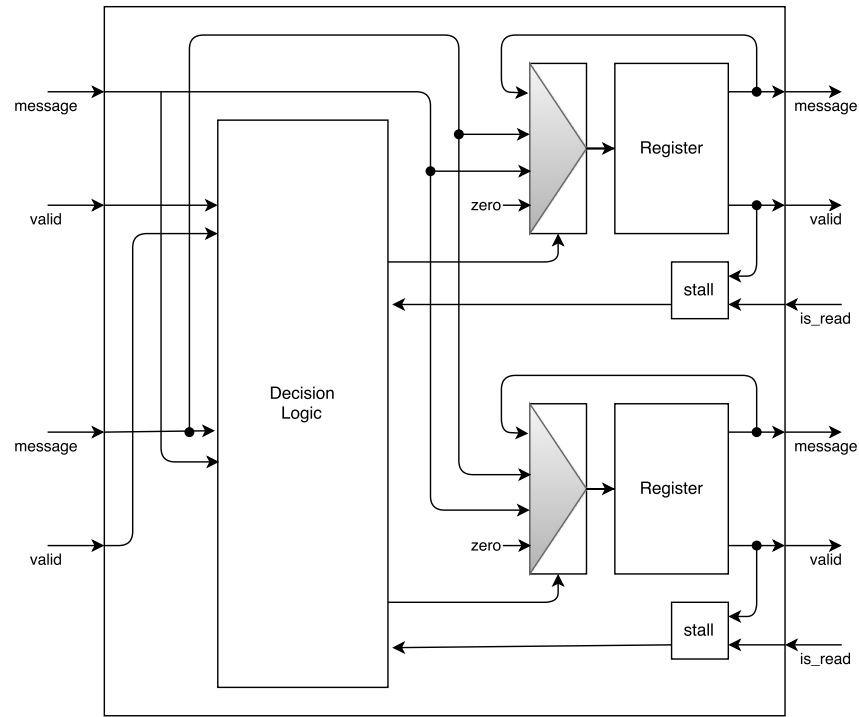 message
message
Register
valid
zero
valid
stall
is_read
Decision
Logic
message
message
Register
valid
zero
valid
stall
is_read